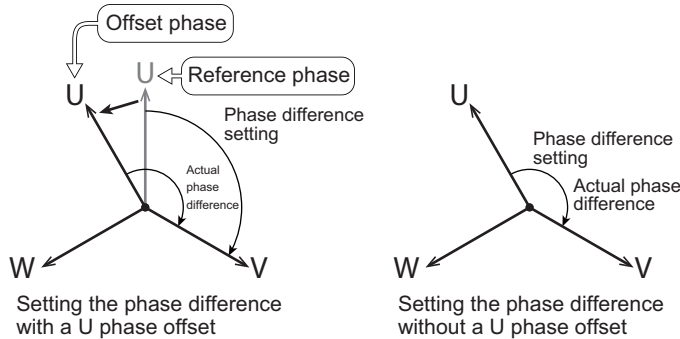 Offset phase
U
U
Reference phase
Phase difference
setting
Actual
phase
difference
W
V
Setting the phase difference
with a U phase offset
U
Phase difference
setting
Actual phase
difference
W
V
Setting the phase difference
without a U phase offset